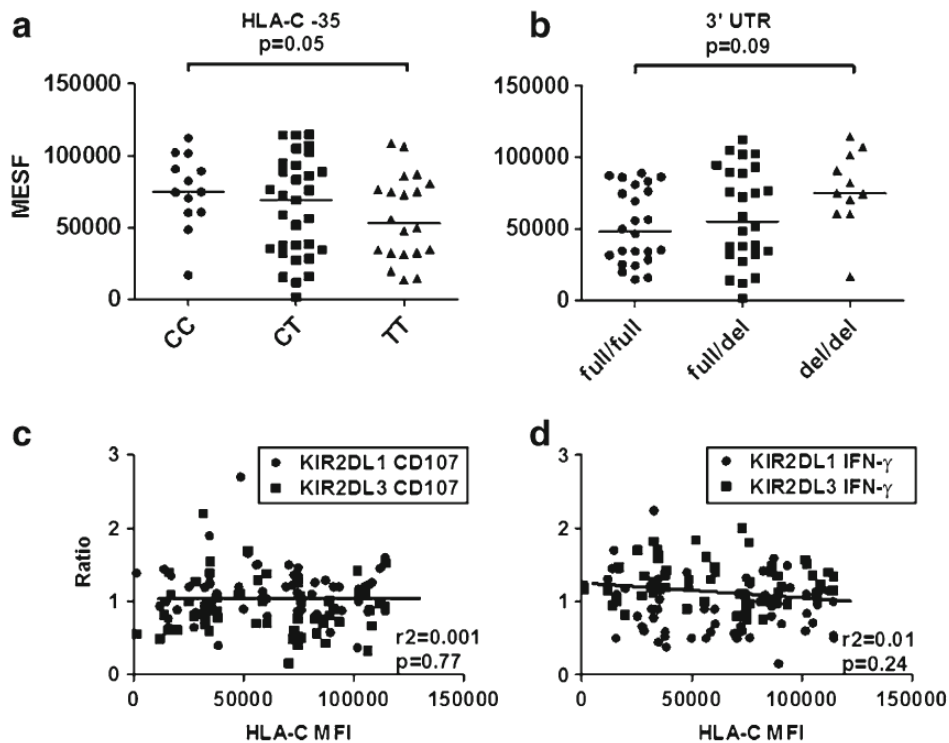 a
HLA-C -35
p=0.05
MESF
150000
100000
50000
0
CC
CT
TT
b
3' UTR
p=0.09
150000
100000
50000
0
full/full
full/del
del/del
c
Ratio
3
2
1
0
KIR2DL1 CD107
KIR2DL3 CD107
r2=0.001
p=0.77
0
50000
100000
150000
HLA-C MFI
d
3
2
1
0
KIR2DL1 IFN-γ
KIR2DL3 IFN-γ
r2=0.01
p=0.24
0
50000
100000
150000
HLA-C MFI